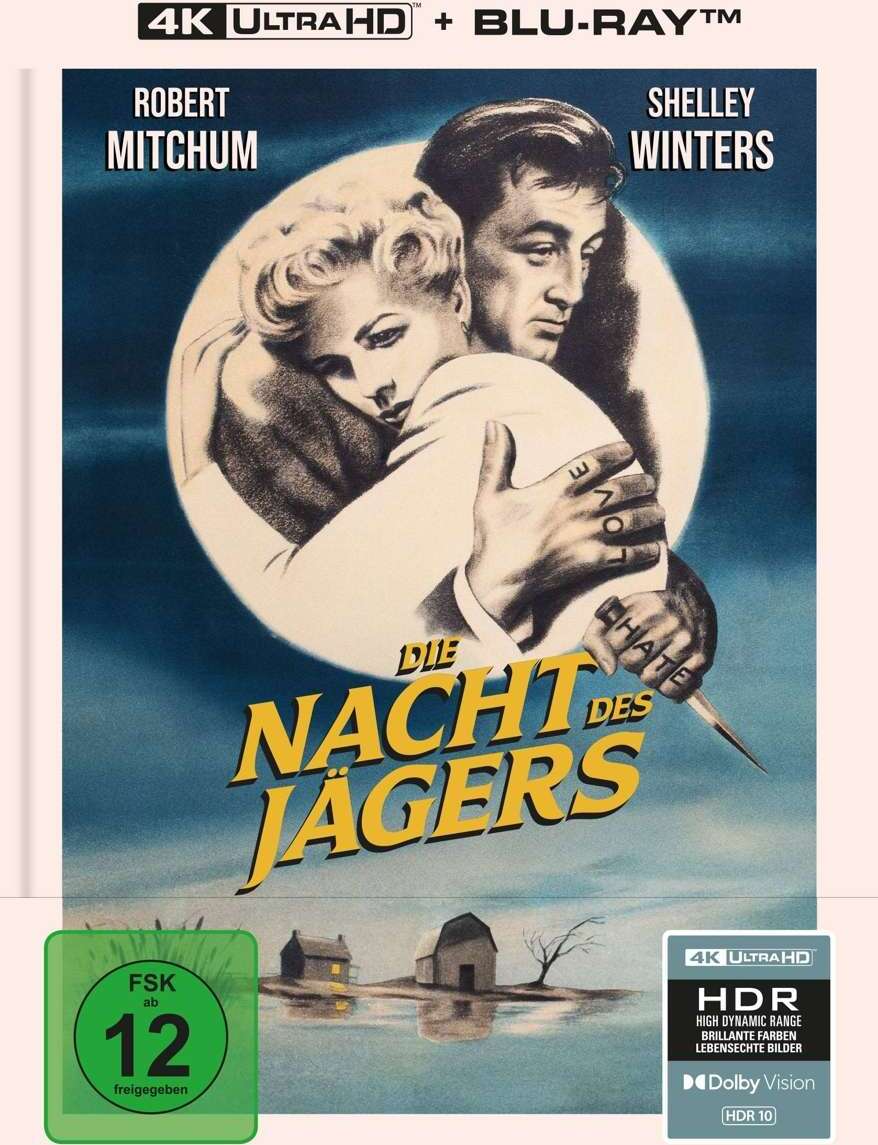 4K ULTRA HD™ + BLU-RAY™
ROBERT
MITCHUM
SHELLEY
WINTERS
LOVE
HATE
DIE
NACHT DES
JÄGERS
FSK
ab
12
freigegeben
4K ULTRA HD
HDR
HIGH DYNAMIC RANGE
BRILLANTE FARBEN
LEBENSECHTE BILDER
Dolby Vision
HDR 10